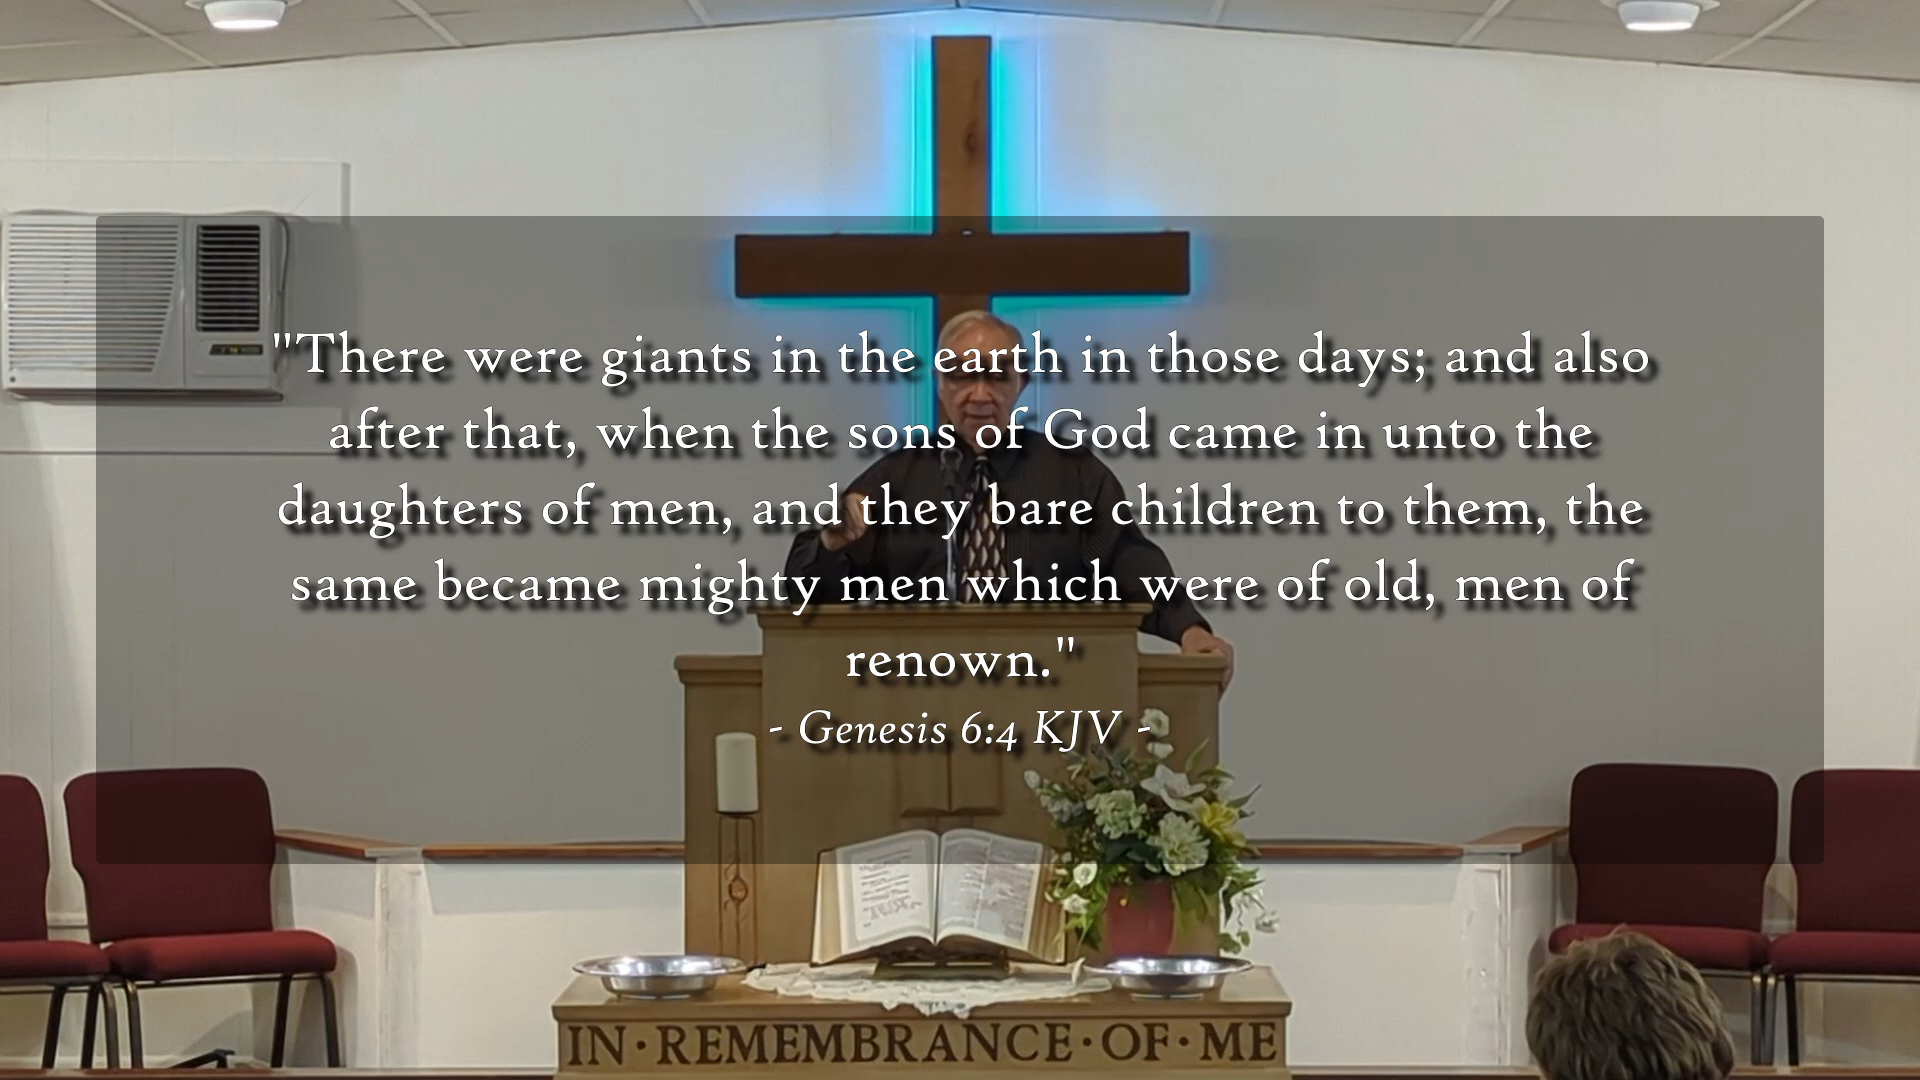 "There were giants in the earth in those days; and also
after that, when the sons of God came in unto the
daughters of men, and they bare children to them, the
same became mighty men which were of old, men of
renown."
- Genesis 6:4 KJV -
IN·REMEMBRANCE·OF·ME